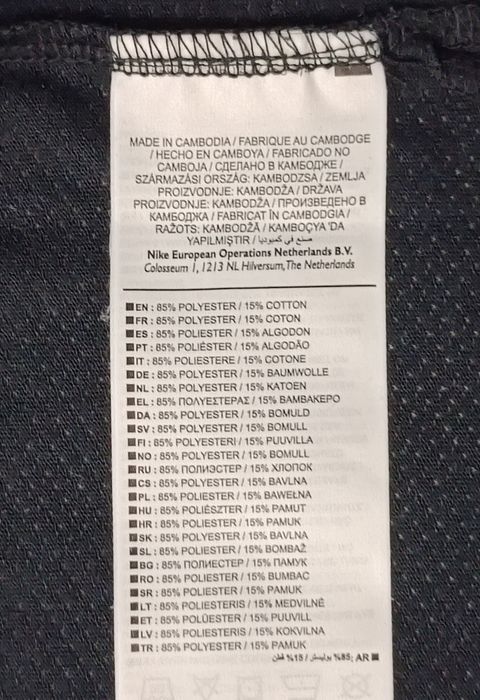 MADE IN CAMBODIA / FABRIQUE AU CAMBODGE
/ HECHO EN CAMBOYA / FABRICADO NO
CAMBOJA / СДЕЛАНО В КАМБОДЖЕ /
SZÁRMAZÁSI ORSZÁG: KAMBODZSA / ZEMLJA
PROIZVODNJE: KAMBODŽA / DRŽAVA
PROIZVODNJE: KAMBODŽA / ПРОИЗВЕДЕНО В
КАМБОДЖА / FABRICAT ÎN CAMBODGIA /
RAŽOTS: KAMBODŽĀ / KAMBOÇYA 'DA
YAPILMIŞTIR / صنع في كمبوديا
Nike European Operations Netherlands B.V.
Colosseum 1, 1213 NL Hilversum, The Netherlands
EN : 85% POLYESTER / 15% COTTON
FR : 85% POLYESTER / 15% COTON
ES : 85% POLYESTER / 15% ALGODON
PT : 85% POLIÉSTER / 15% ALGODÃO
IT : 85% POLIESTERE / 15% COTONE
DE : 85% POLYESTER / 15% BAUMWOLLE
NL : 85% POLYESTER / 15% KATOEN
EL : 85% ΠΟΛΥΕΣΤΕΡΑΣ / 15% ΒΑΜΒΑΚΕΡΟ
DA : 85% POLYESTER / 15% BOMULD
SV : 85% POLYESTER / 15% BOMULL
FI : 85% POLYESTERI / 15% PUUVILLA
NO : 85% POLYESTER / 15% BOMULL
RU : 85% ПОЛИЭСТЕР / 15% ХЛОПОК
CS : 85% POLYESTER / 15% BAVLNA
PL : 85% POLIESTER / 15% BAWEŁNA
HU : 85% POLIÉSZTER / 15% PAMUT
HR : 85% POLIESTER / 15% PAMUK
SK : 85% POLYESTER / 15% BAVLNA
SL : 85% POLIESTER / 15% BOMBAŽ
BG : 85% ПОЛИЕСТЕР / 15% ПАМУК
RO : 85% POLIESTER / 15% BUMBAC
SR : 85% POLIESTER / 15% PAMUK
LT : 85% POLIESTERIS / 15% MEDVILNĖ
ET : 85% POLÜESTER / 15% PUUVILL
LV : 85% POLIESTERIS / 15% KOKVILNA
TR : 85% POLYESTER / 15% PAMUK
AR :85% بوليستر / 15% قطن